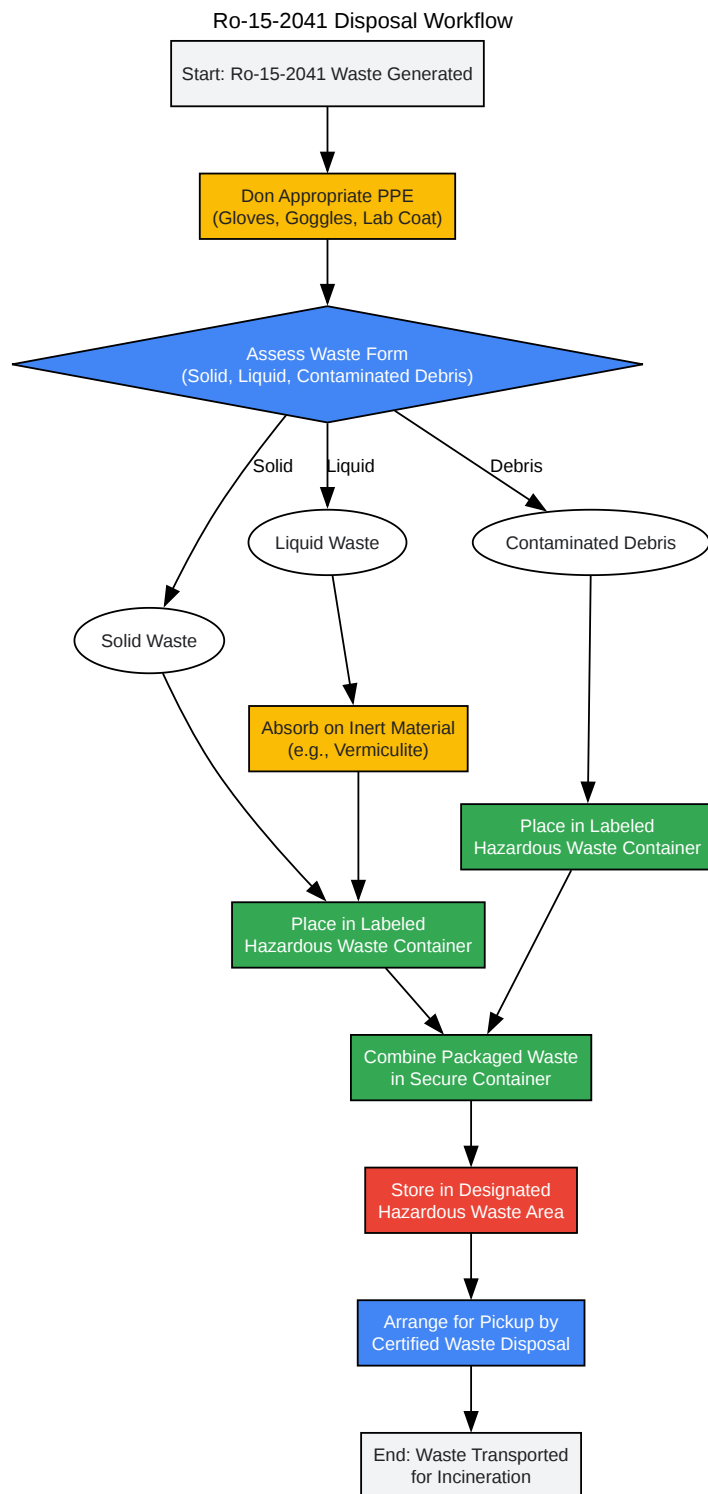 Ro-15-2041 Disposal Workflow
Start: Ro-15-2041 Waste Generated
Don Appropriate PPE
(Gloves, Goggles, Lab Coat)
Assess Waste Form
(Solid, Liquid, Contaminated Debris)
Solid
Liquid
Debris
Liquid Waste
Contaminated Debris
Solid Waste
Absorb on Inert Material
(e.g., Vermiculite)
Place in Labeled
Hazardous Waste Container
Place in Labeled
Hazardous Waste Container
Combine Packaged Waste
in Secure Container
Store in Designated
Hazardous Waste Area
Arrange for Pickup by
Certified Waste Disposal
End: Waste Transported
for Incineration